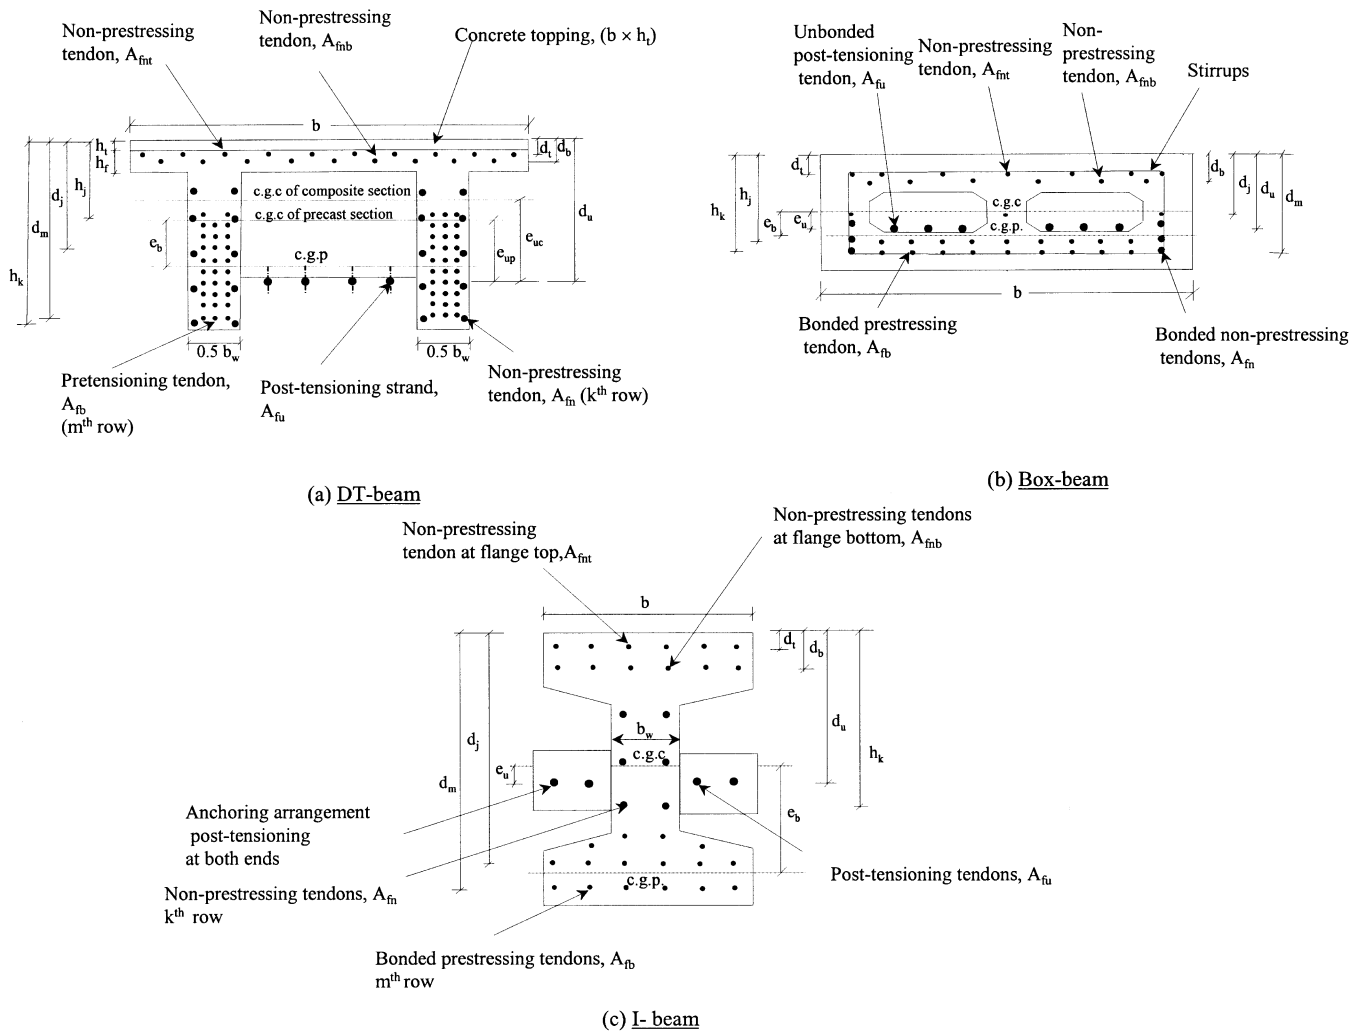 Non-prestressing
tendon, A_fnt
Non-prestressing
tendon, A_fnb
Concrete topping, (b × h_t)
b
h_t
h_f
h_j
d_j
d_m
h_k
e_b
c.g.c of composite section
c.g.c of precast section
c.g.p
d_t
d_b
d_u
e_uc
e_up
0.5 b_w
0.5 b_w
Pretensioning tendon,
A_fb
(m^th row)
Post-tensioning strand,
A_fu
Non-prestressing
tendon, A_fn (k^th row)
(a) DT-beam
Unbonded
post-tensioning
tendon, A_fu
Non-prestressing
tendon, A_fnt
Non-
prestressing
tendon, A_fnb
Stirrups
d_t
h_j
h_k
e_b
e_u
c.g.c
c.g.p.
d_b
d_j
d_u
d_m
b
Bonded prestressing
tendon, A_fb
Bonded non-prestressing
tendons, A_fn
(b) Box-beam
Non-prestressing
tendon at flange top,A_fnt
Non-prestressing tendons
at flange bottom, A_fnb
b
d_t
d_b
d_u
h_k
d_j
d_m
b_w
c.g.c
e_u
e_b
c.g.p.
Anchoring arrangement
post-tensioning
at both ends
Non-prestressing tendons, A_fn
k^th row
Post-tensioning tendons, A_fu
Bonded prestressing tendons, A_fb
m^th row
(c) I- beam